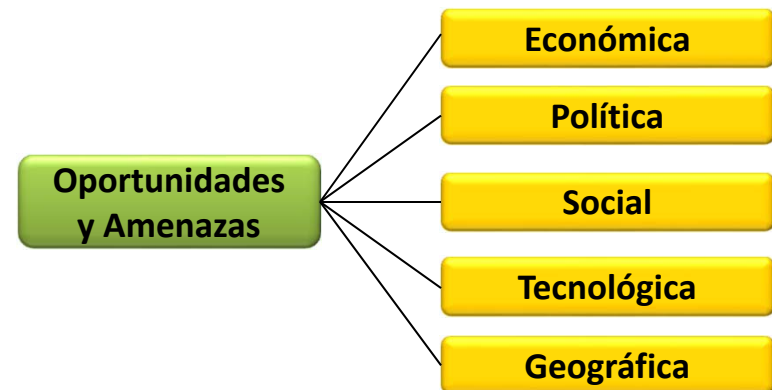 Económica
Política
Oportunidades
y Amenazas
Social
Tecnológica
Geográfica